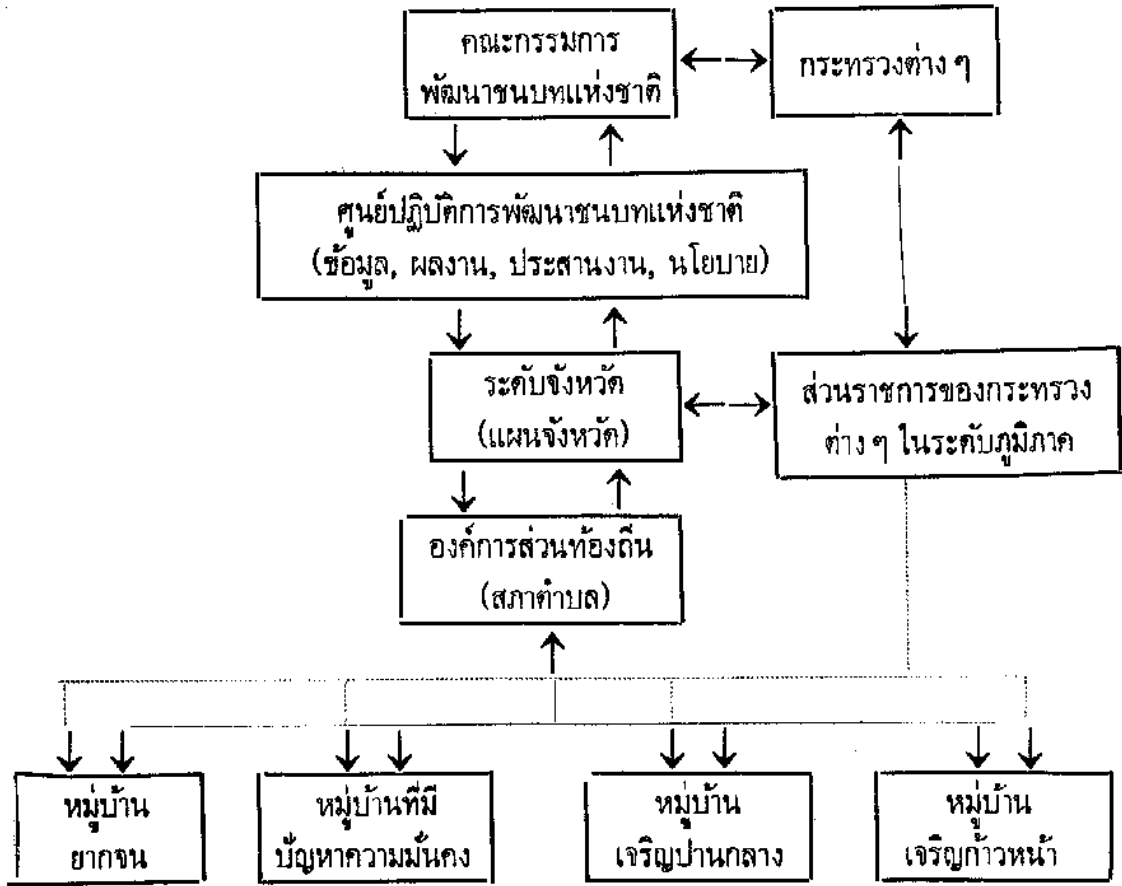 คณะกรรมการ
พัฒนาชนบทแห่งชาติ
กระทรวงต่าง ๆ
ศูนย์ปฏิบัติการพัฒนาชนบทแห่งชาติ
(ข้อมูล, ผลงาน, ประสานงาน, นโยบาย)
ระดับจังหวัด
(แผนจังหวัด)
ส่วนราชการของกระทรวง
ต่าง ๆ ในระดับภูมิภาค
องค์การส่วนท้องถิ่น
(สภาตำบล)
หมู่บ้าน
ยากจน
หมู่บ้านที่มี
ปัญหาความมั่นคง
หมู่บ้าน
เจริญปานกลาง
หมู่บ้าน
เจริญก้าวหน้า